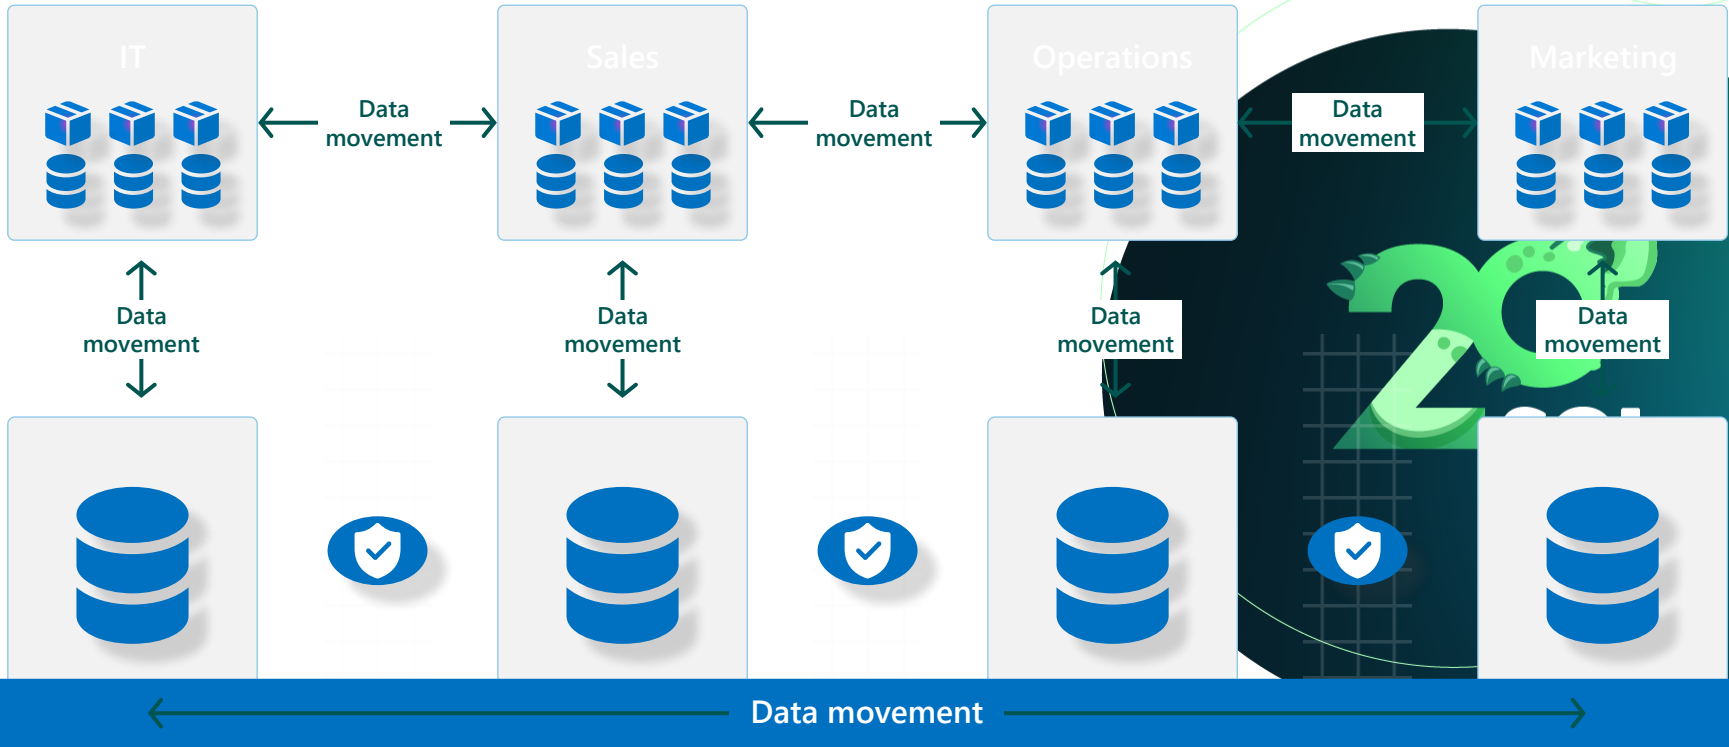 IT
Sales
Operations
Marketing
Data
movement
Data
movement
Data
movement
Data
movement
Data
movement
Data
movement
Data
movement
20
Data movement